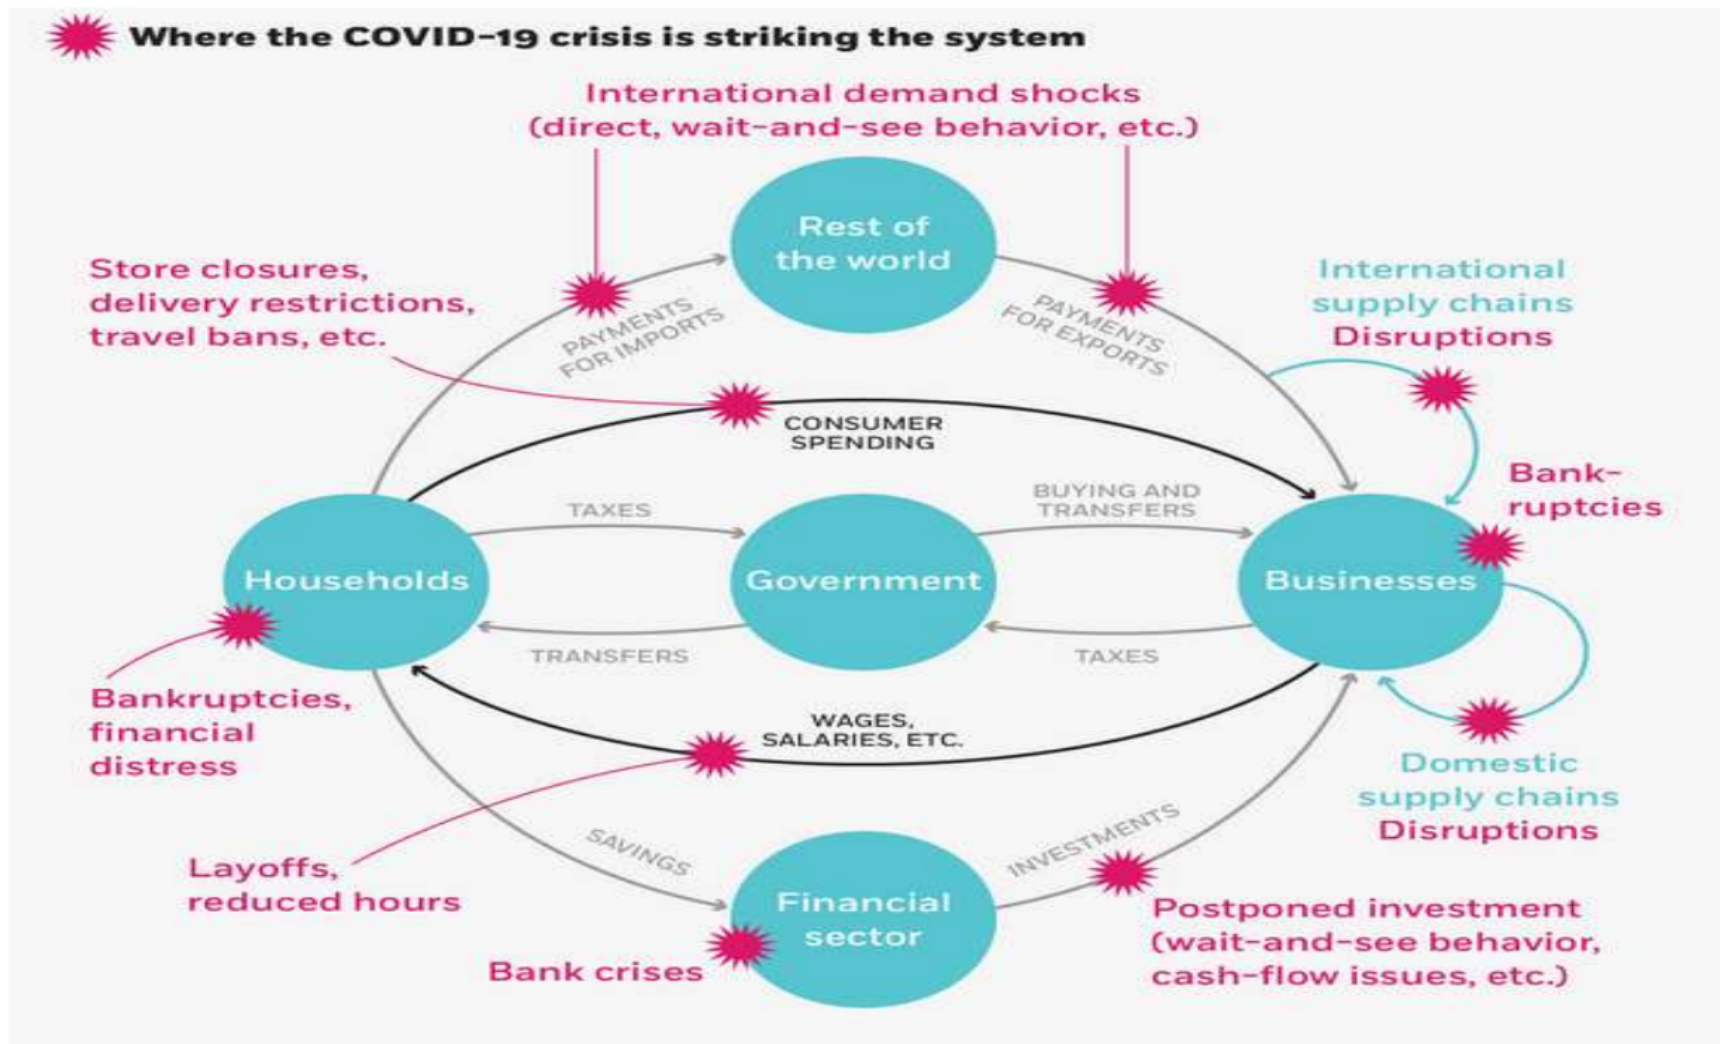 Where the COVID-19 crisis is striking the system
International demand shocks
(direct, wait-and-see behavior, etc.)
Rest of
the world
Store closures,
delivery restrictions,
travel bans, etc.
PAYMENTS
FOR IMPORTS
PAYMENTS
FOR EXPORTS
International
supply chains
Disruptions
CONSUMER
SPENDING
Bank-
ruptcies
TAXES
BUYING AND
TRANSFERS
Households
Government
Businesses
TRANSFERS
TAXES
Bankruptcies,
financial
distress
WAGES,
SALARIES, ETC.
Domestic
supply chains
Disruptions
Layoffs,
reduced hours
SAVINGS
INVESTMENTS
Financial
sector
Bank crises
Postponed investment
(wait-and-see behavior,
cash-flow issues, etc.)